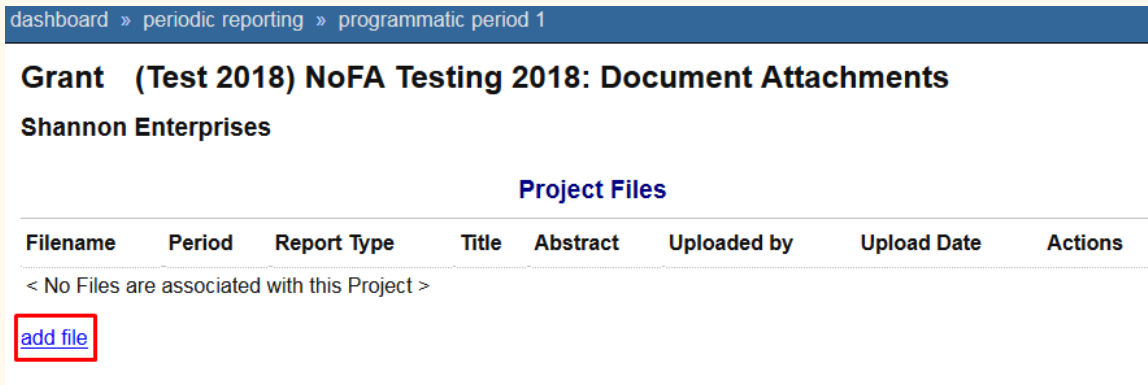 dashboard » periodic reporting » programmatic period 1
Grant (Test 2018) NoFA Testing 2018: Document Attachments
Shannon Enterprises
Project Files
Filename Period Report Type Title Abstract Uploaded by Upload Date Actions
< No Files are associated with this Project >
add file